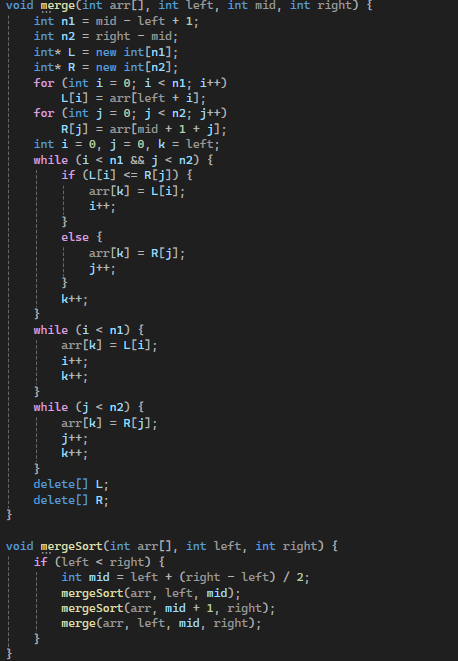 void merge(int arr[], int left, int mid, int right) {
    int n1 = mid - left + 1;
    int n2 = right - mid;
    int* L = new int[n1];
    int* R = new int[n2];
    for (int i = 0; i < n1; i++)
        L[i] = arr[left + i];
    for (int j = 0; j < n2; j++)
        R[j] = arr[mid + 1 + j];
    int i = 0, j = 0, k = left;
    while (i < n1 && j < n2) {
        if (L[i] <= R[j]) {
            arr[k] = L[i];
            i++;
        }
        else {
            arr[k] = R[j];
            j++;
        }
        k++;
    }
    while (i < n1) {
        arr[k] = L[i];
        i++;
        k++;
    }
    while (j < n2) {
        arr[k] = R[j];
        j++;
        k++;
    }
    delete[] L;
    delete[] R;
}

void mergeSort(int arr[], int left, int right) {
    if (left < right) {
        int mid = left + (right - left) / 2;
        mergeSort(arr, left, mid);
        mergeSort(arr, mid + 1, right);
        merge(arr, left, mid, right);
    }
}